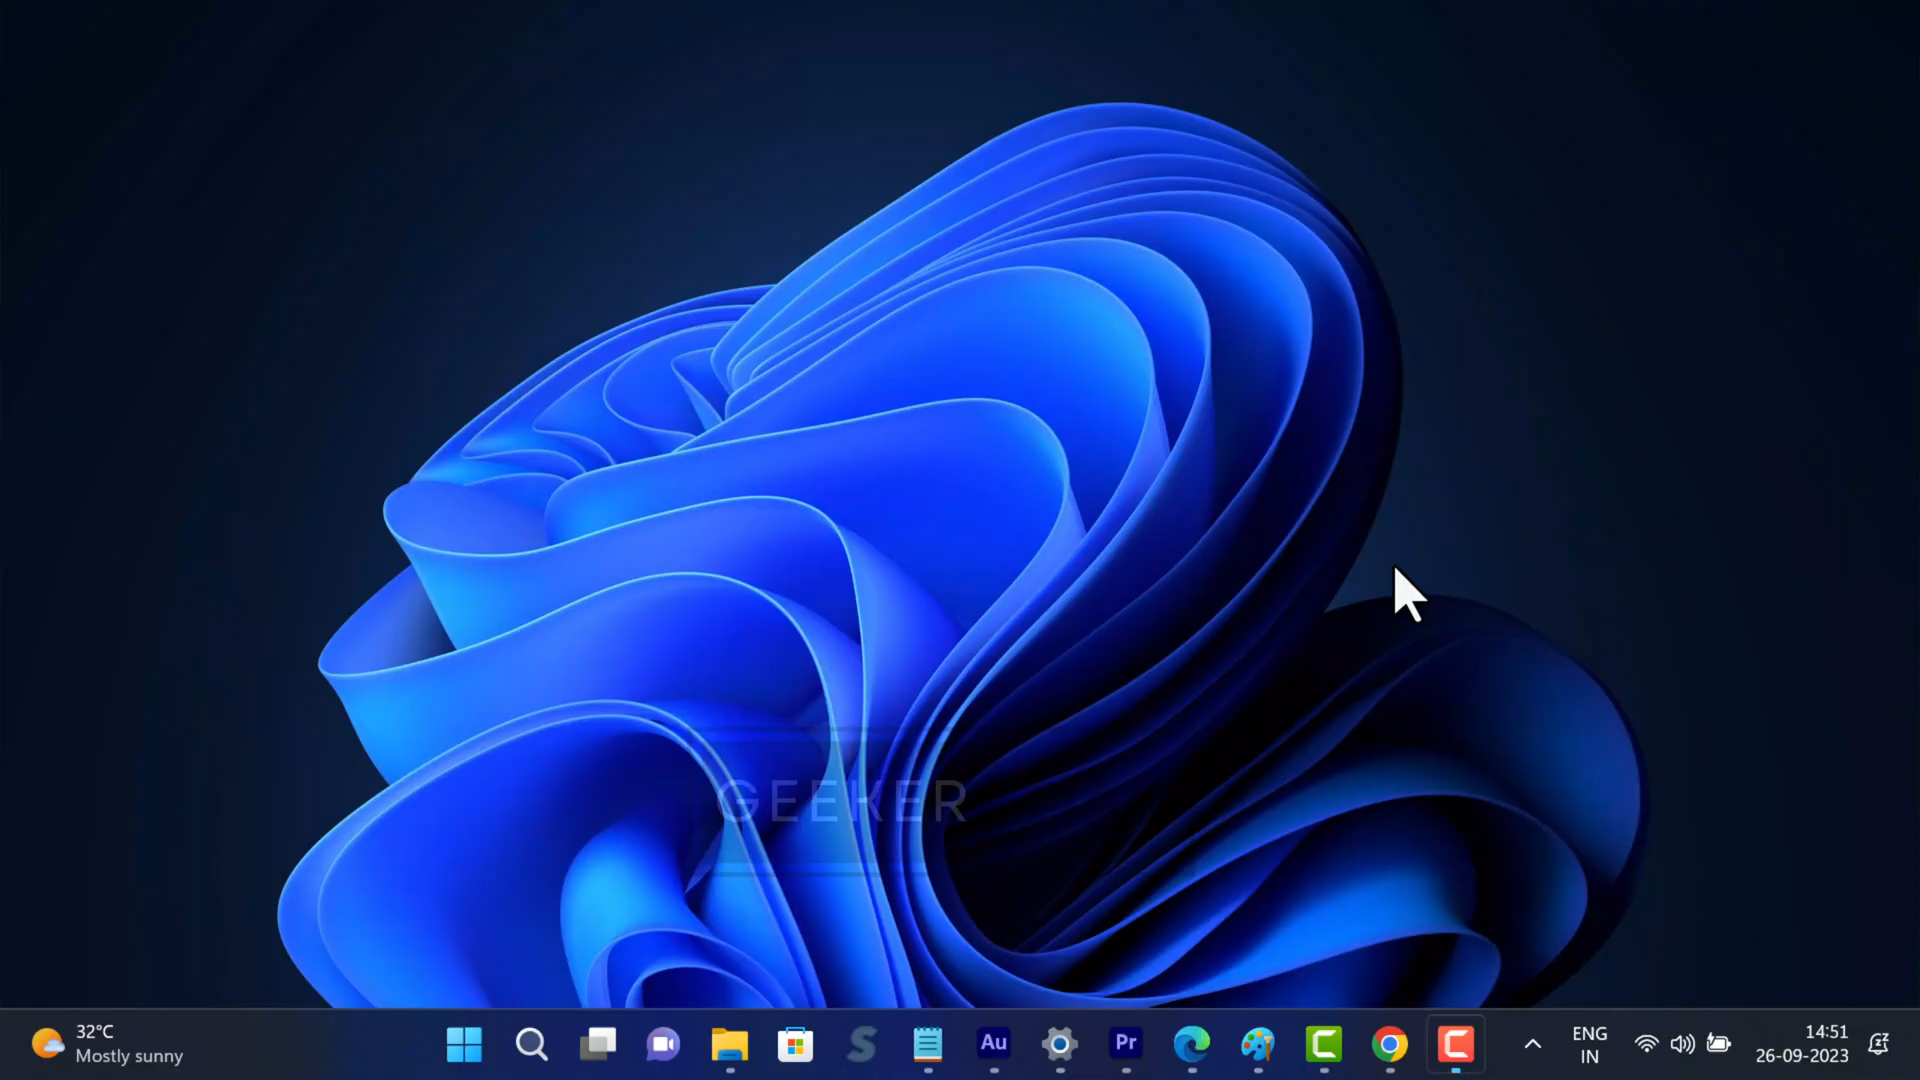 GEEKER
32°C
Mostly sunny
Au
Pr
ENG
IN
14:51
26-09-2023